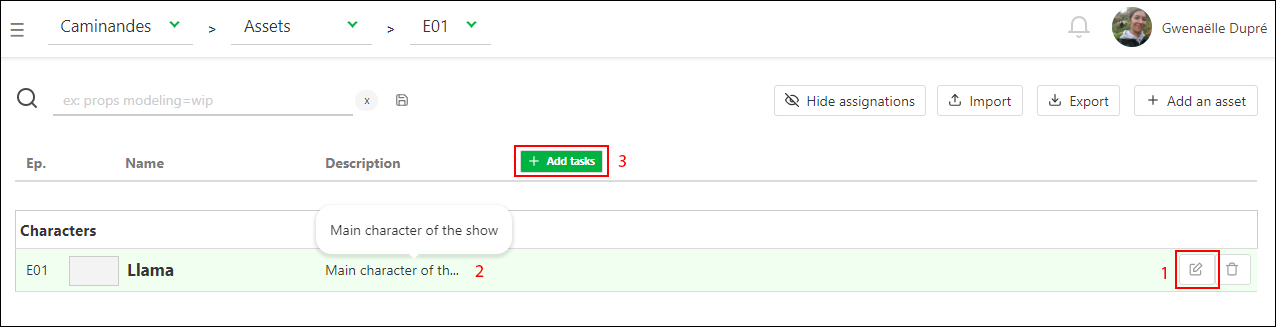 Caminandes > Assets > E01 Gwenaëlle Dupré
ex: props modeling=wip x Hide assignations Import Export + Add an asset
Ep. Name Description + Add tasks 3
Characters
Main character of the show
E01 Llama Main character of th... 2 1